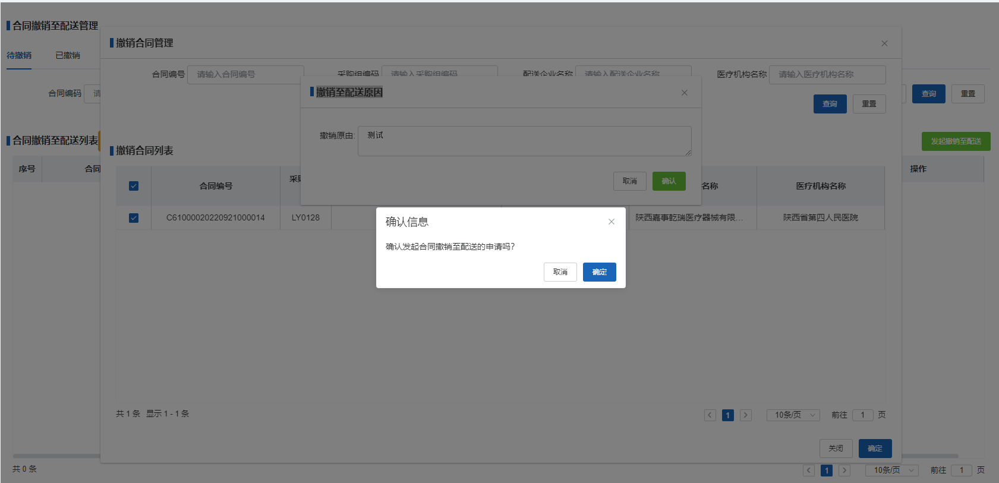 合同撤销至配送管理
撤销合同管理
待撤销
已撤销
合同编号 请输入合同编号
采购组编码 请输入采购组编码
配送企业名称 请输入配送企业名称
医疗机构名称 请输入医疗机构名称
合同编码 请
撤销至配送原因
查询 重置
查询 重置
撤销原由: 测试
合同撤销至配送列表
发起撤销至配送
撤销合同列表
序号 合同
操作
取消 确认
合同编号 采购
名称 医疗机构名称
C61000020220921000014 LY0128 陕西嘉事乾瑞医疗器械有限... 陕西省第四人民医院
确认信息
确认发起合同撤销至配送的申请吗?
取消 确定
共 1 条 显示 1 - 1 条
1 10条/页 前往 1 页
关闭 确定
共 0 条
1 10条/页 前往 1 页